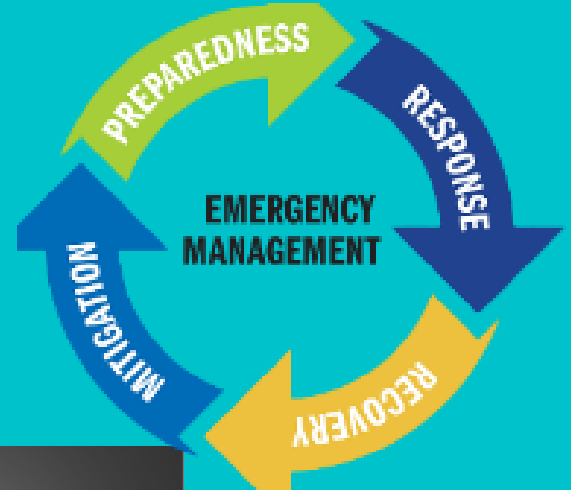 PREPAREDNESS
RESPONSE
EMERGENCY
MANAGEMENT
MITIGATION
RECOVERY